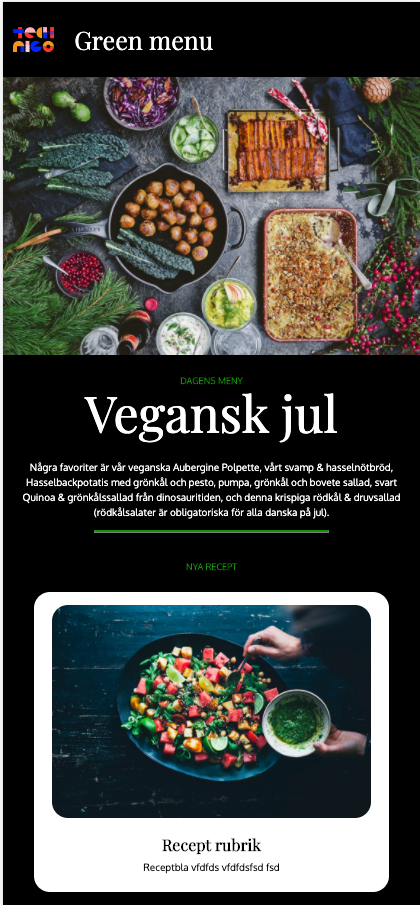 TECH
NICO
Green menu
DAGENS MENY
Vegansk jul
Några favoriter är vår veganska Aubergine Polpette, vårt svamp & hasselnötbröd,
Hasselbackpotatis med grönkål och pesto, pumpa, grönkål och bovete sallad, svart
Quinoa & grönkålssallad från dinosauritiden, och denna krispiga rödkål & druvsallad
(rödkålsalater är obligatoriska för alla danska på jul).
NYA RECEPT
Recept rubrik
Receptbla vfdfds vfdfdsfsd fsd